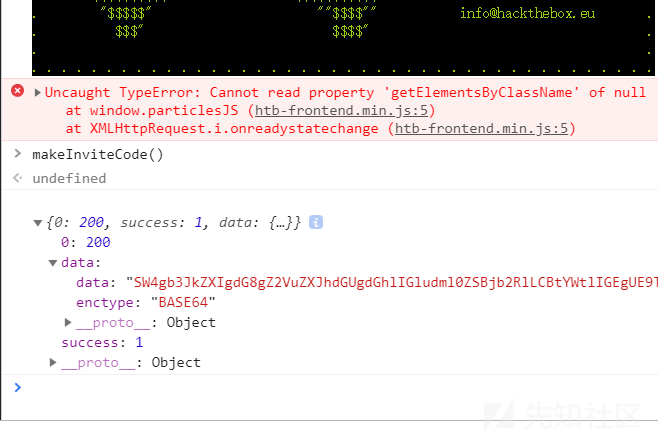 . "$$$$$" ""$$$$"" info@hackthebox.eu .
. $$$" $$$$" .
. .
. . . . . . . . . . . . . . . . . . . . . . . . . . . . . . . . . . . . . . . .
Uncaught TypeError: Cannot read property 'getElementsByClassName' of null
at window.particlesJS (htb-frontend.min.js:5)
at XMLHttpRequest.i.onreadystatechange (htb-frontend.min.js:5)
> makeInviteCode()
undefined
{0: 200, success: 1, data: {…}} i
0: 200
data:
data: "SW4gb3JkZXIgdG8gZ2VuZXJhdGUgdGhlIGludml0ZSBjb2RlLCBtYWtlIGEgUE9T
enctype: "BASE64"
__proto__: Object
success: 1
__proto__: Object
>
先知社区